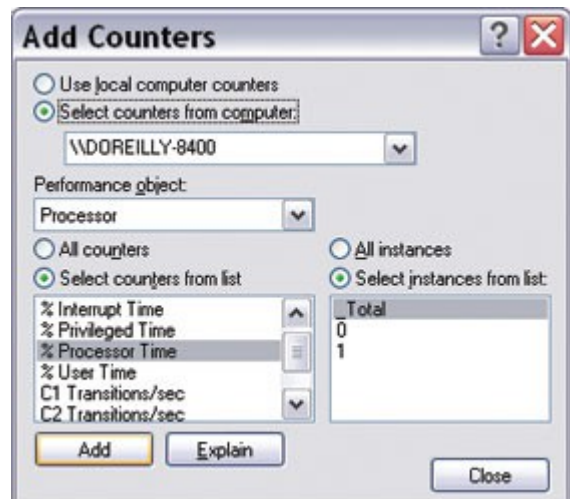 Add Counters
Use local computer counters
Select counters from computer:
\\DOREILLY-8400
Performance object:
Processor
All counters
All instances
Select counters from list
Select instances from list:
% Interrupt Time
% Privileged Time
% Processor Time
% User Time
C1 Transitions/sec
C2 Transitions/sec
_Total
0
1
Add
Explain
Close